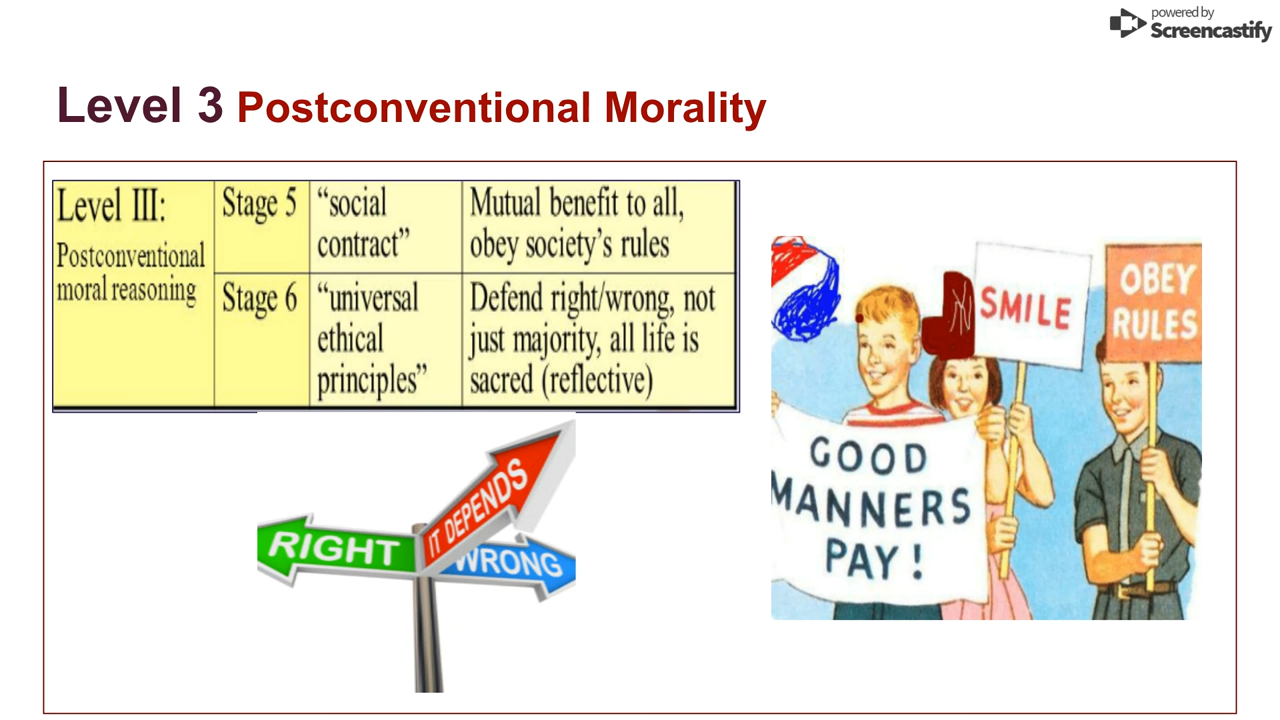 powered by
Screencastify
Level 3 Postconventional Morality
Level III:
Postconventional
moral reasoning
Stage 5
“social
contract”
Mutual benefit to all,
obey society’s rules
Stage 6
“universal
ethical
principles”
Defend right/wrong, not
just majority, all life is
sacred (reflective)
RIGHT
IT DEPENDS
WRONG
SMILE
OBEY
RULES
GOOD
MANNERS
PAY!